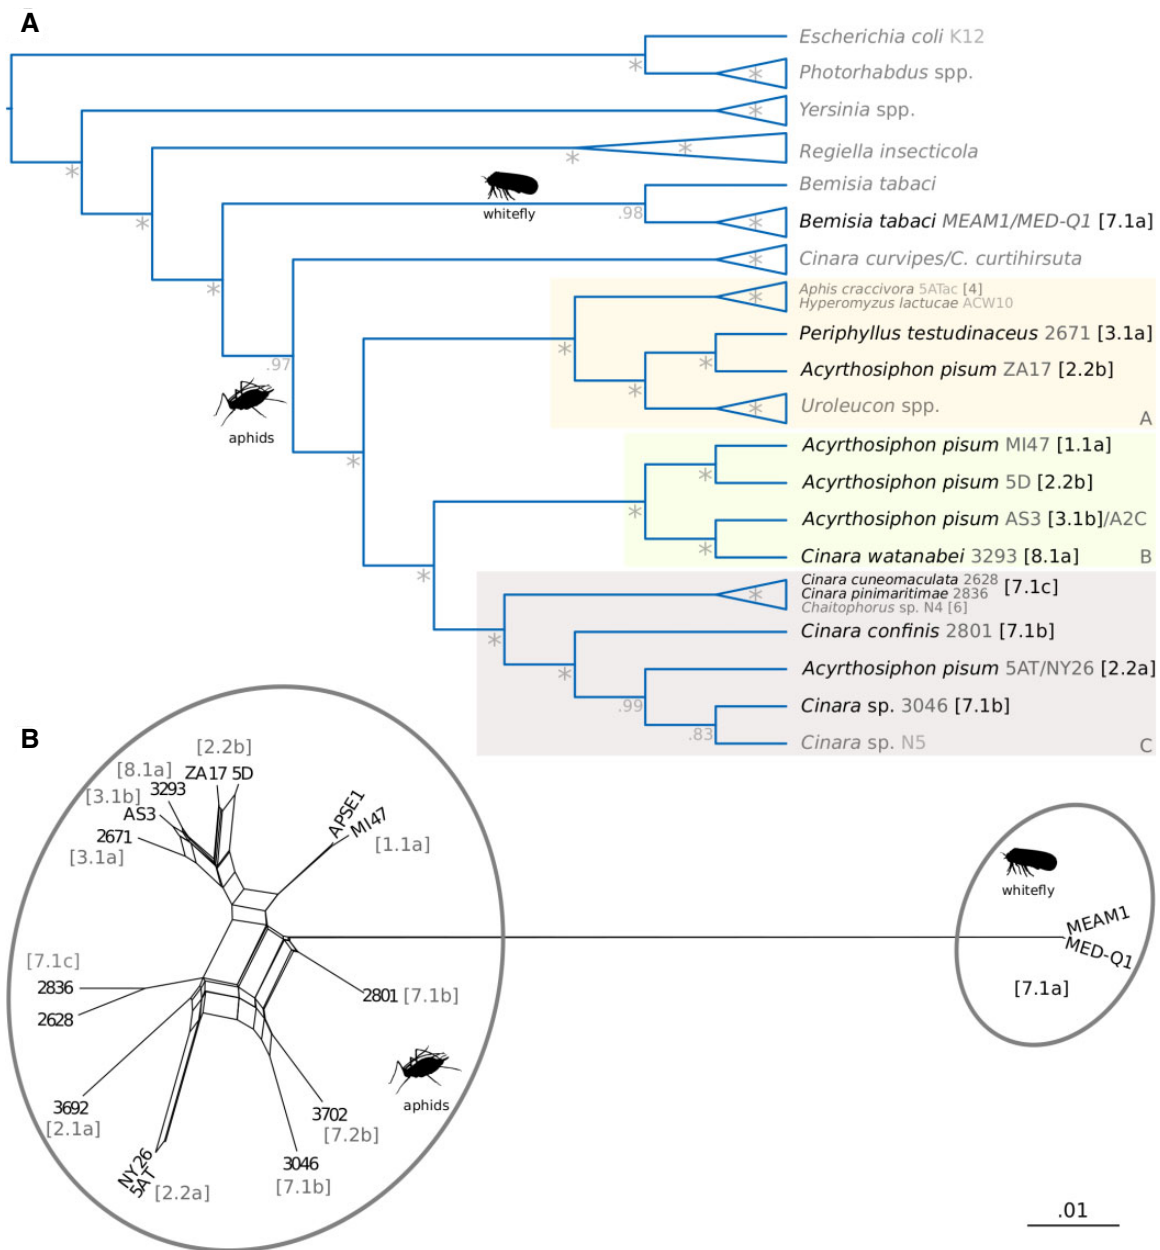 A
Escherichia coli K12
*
Photorhabdus spp.
*
Yersinia spp.
*
*
Regiella insecticola
*
*
Bemisia tabaci
whitefly
.98
Bemisia tabaci MEAM1/MED-Q1 [7.1a]
*
*
Cinara curvipes/C. curtihirsuta
*
*
Aphis craccivora 5ATac [4]
Hyperomyzus lactucae ACW10
*
Periphyllus testudinaceus 2671 [3.1a]
*
.97
*
Acyrthosiphon pisum ZA17 [2.2b]
*
Uroleucon spp.
*
A
aphids
Acyrthosiphon pisum MI47 [1.1a]
*
*
Acyrthosiphon pisum 5D [2.2b]
*
Acyrthosiphon pisum AS3 [3.1b]/A2C
*
Cinara watanabei 3293 [8.1a]
B
*
Cinara cuneomaculata 2628
Cinara pinimaritimae 2836 [7.1c]
Chaitophorus sp. N4 [6]
*
Cinara confinis 2801 [7.1b]
*
*
Acyrthosiphon pisum 5AT/NY26 [2.2a]
.99
Cinara sp. 3046 [7.1b]
.83
Cinara sp. N5
C
B
[2.2b]
[8.1a]
ZA17 5D
3293
[3.1b]
AS3
APSE1
MI47
2671
[1.1a]
[3.1a]
whitefly
MEAM1
MED-Q1
[7.1a]
[7.1c]
2836
2801 [7.1b]
2628
aphids
3692
[2.1a]
3702
[7.2b]
NY26
5AT
[2.2a]
3046
[7.1b]
.01